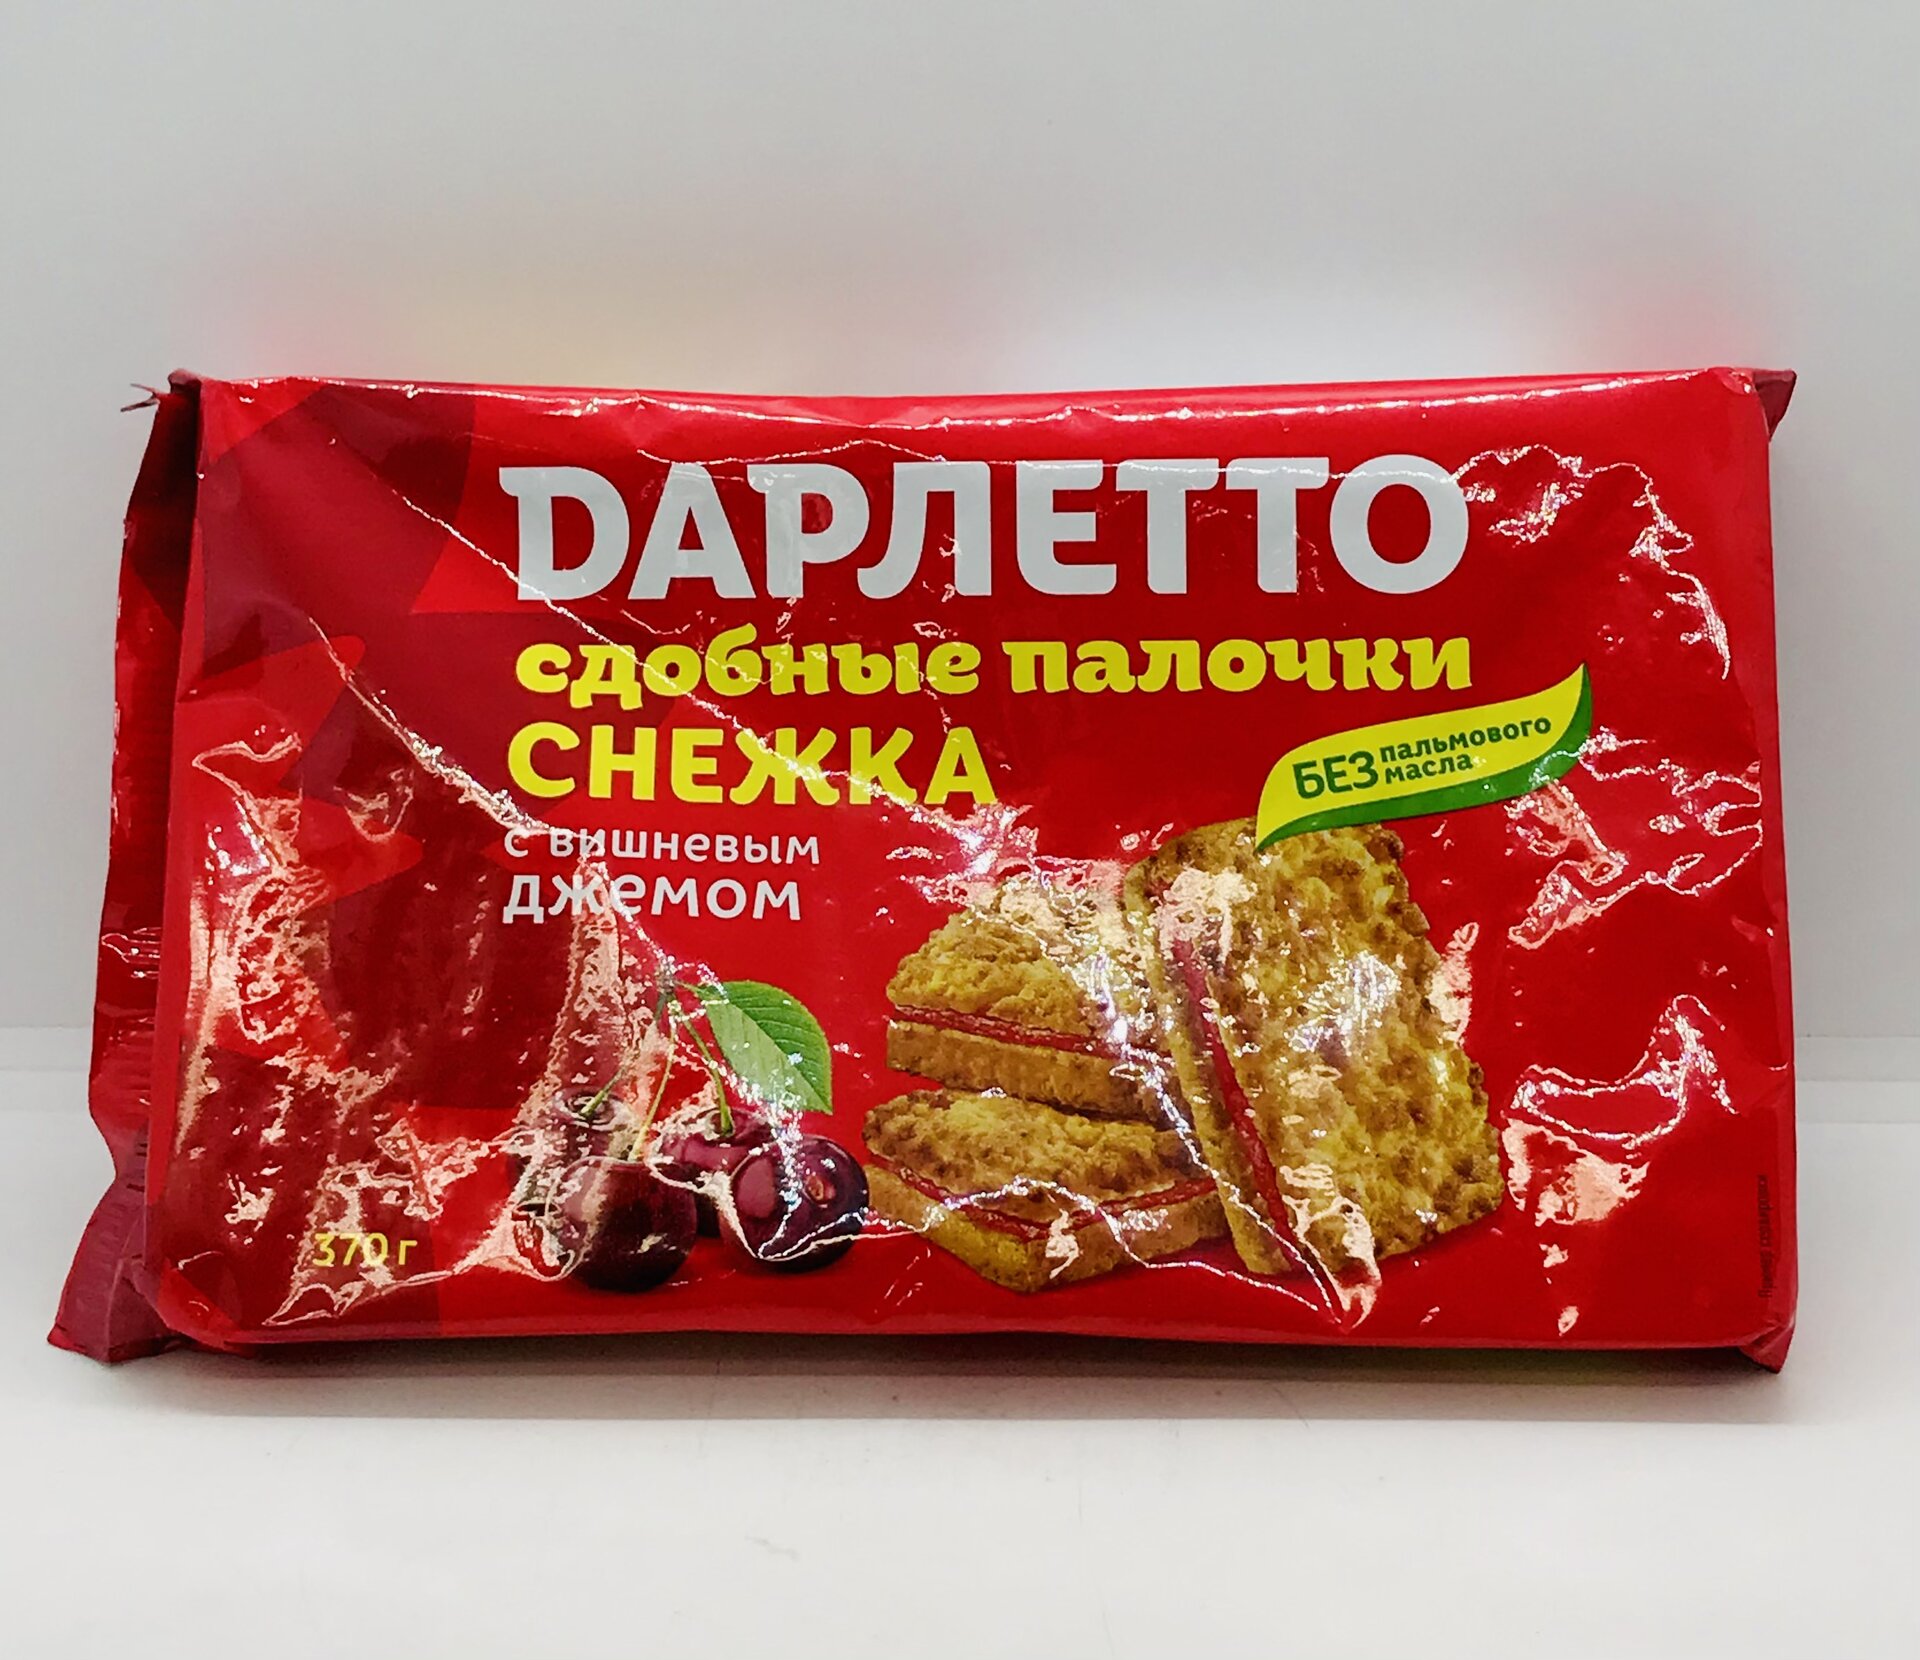 DАРЛЕТТО
сдобные палочки
СНЕЖКА
с вишневым
джемом
БЕЗ пальмового
масла
370 г